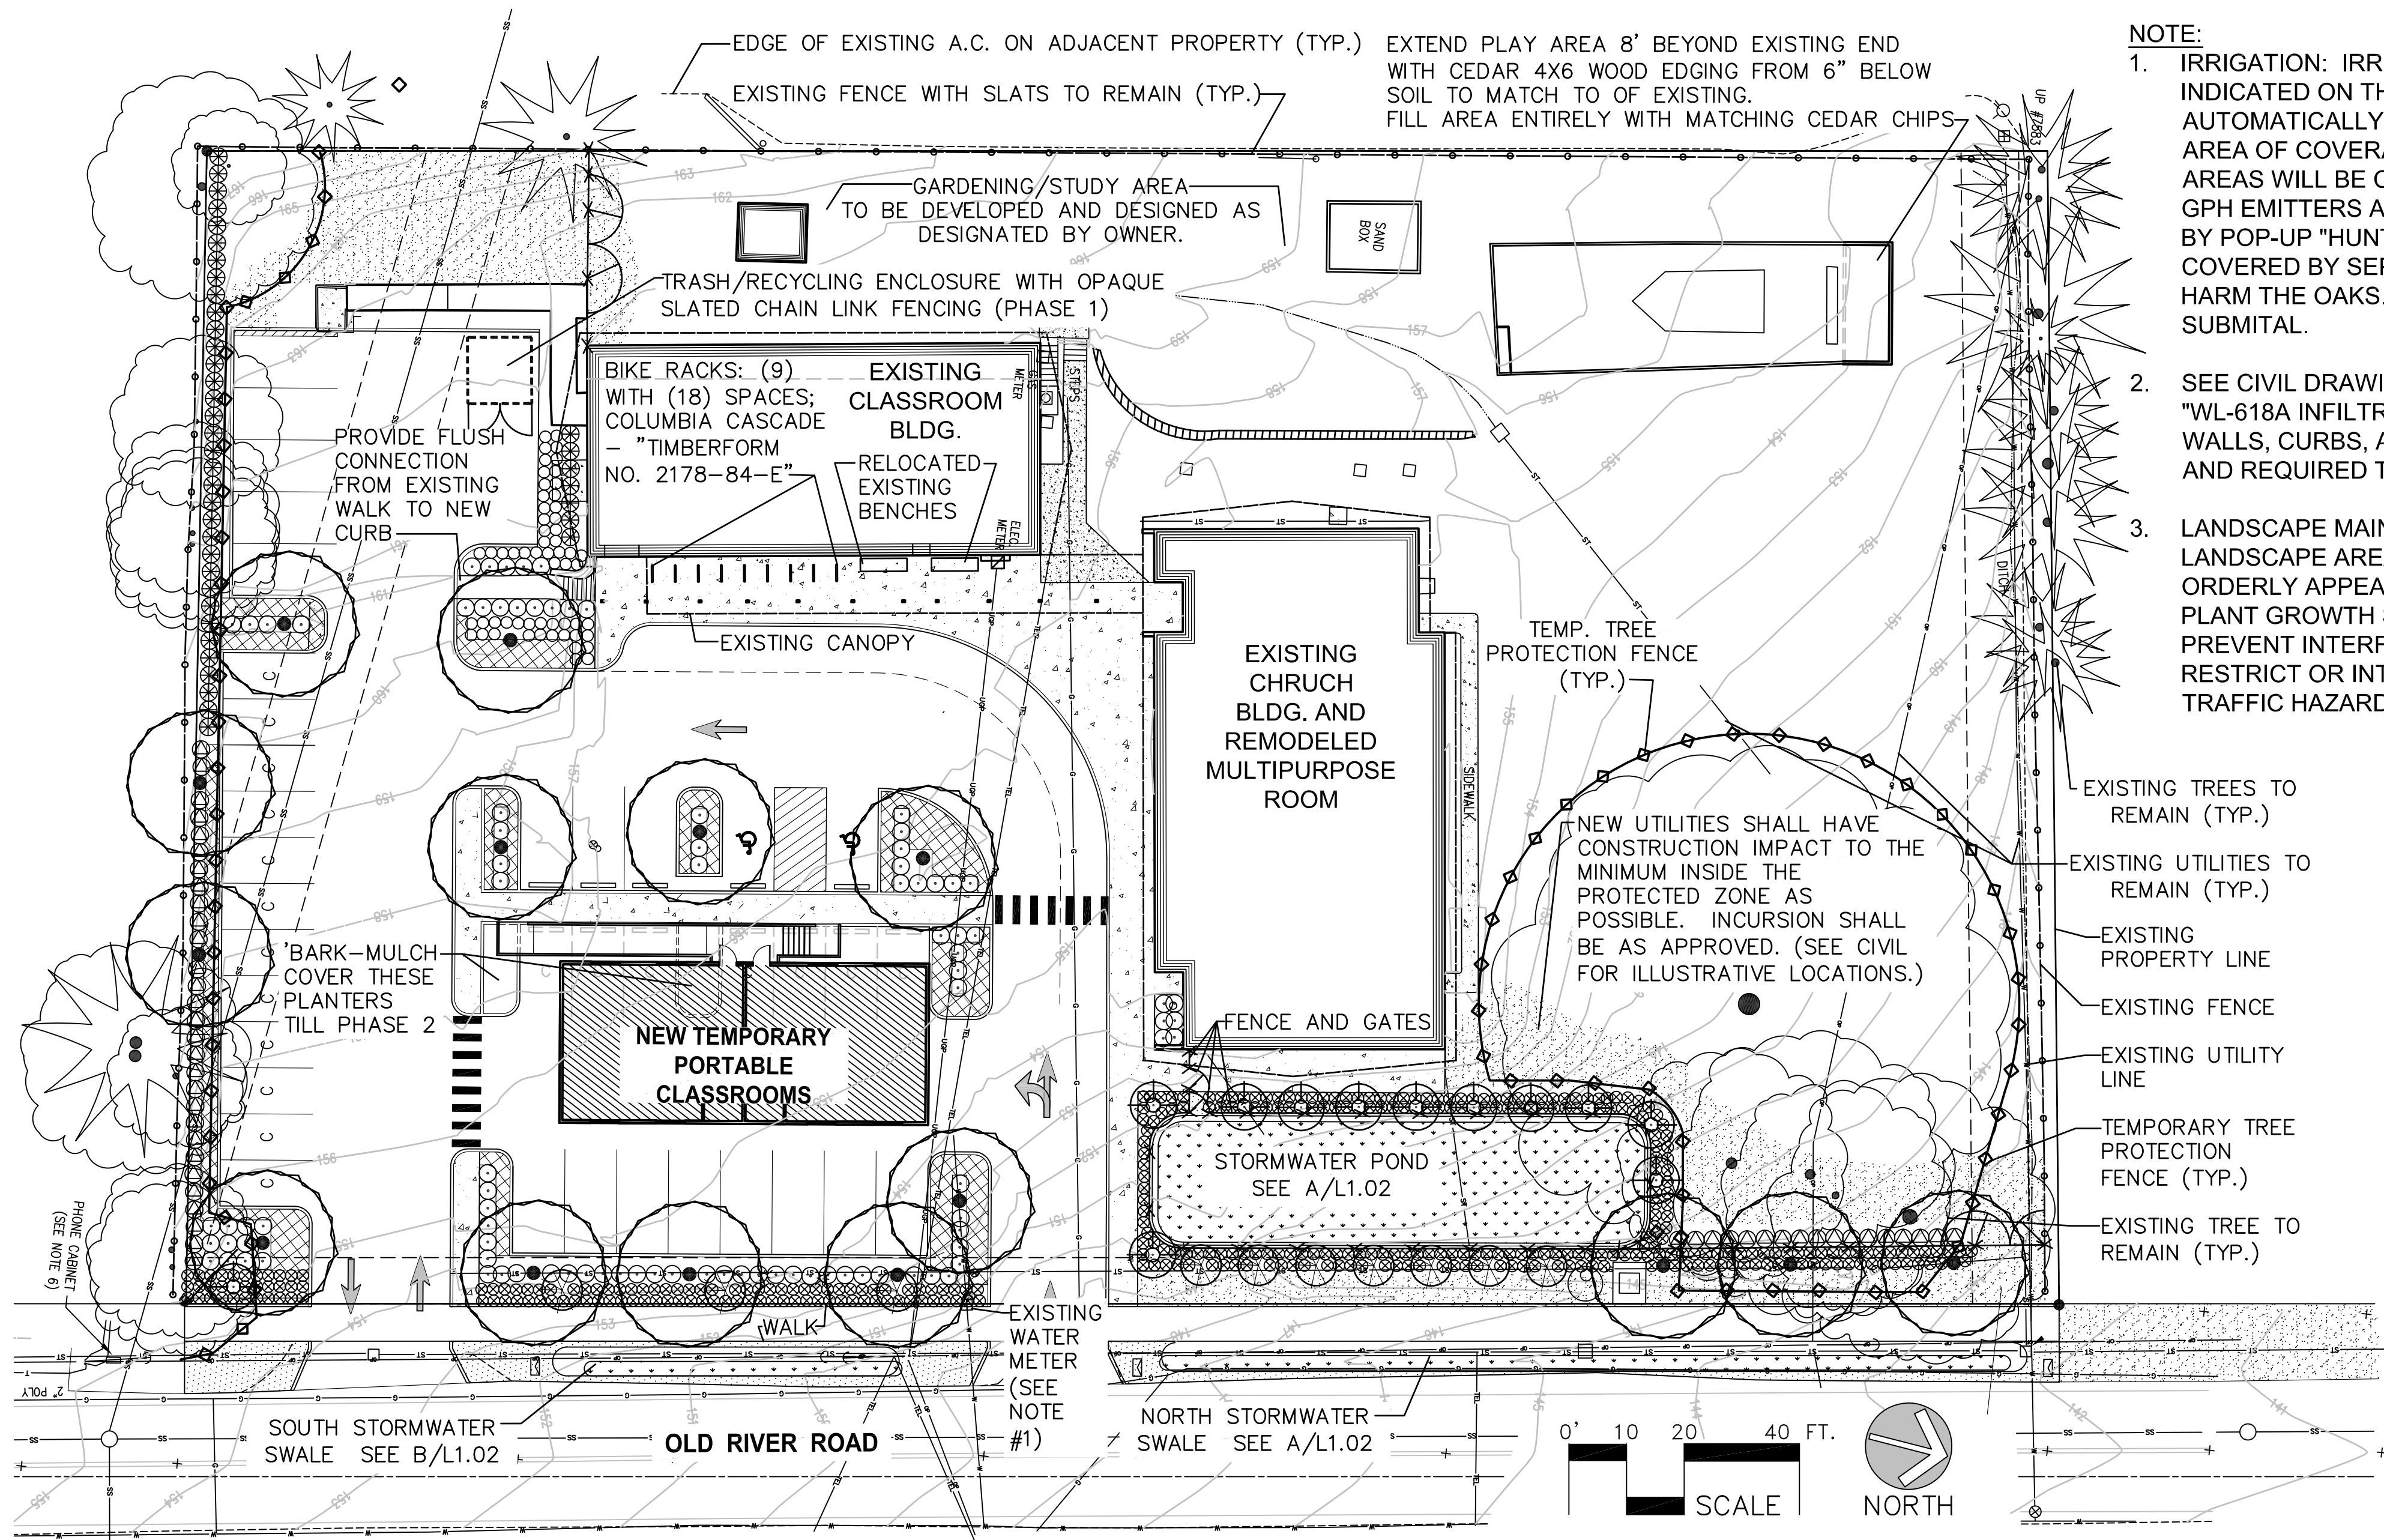 EDGE OF EXISTING A.C. ON ADJACENT PROPERTY (TYP.)
EXISTING FENCE WITH SLATS TO REMAIN (TYP.)
EXTEND PLAY AREA 8' BEYOND EXISTING END
WITH CEDAR 4X6 WOOD EDGING FROM 6" BELOW
SOIL TO MATCH TO OF EXISTING.
FILL AREA ENTIRELY WITH MATCHING CEDAR CHIPS
UP #7883
NOTE:
1. IRRIGATION: IRR
INDICATED ON TH
AUTOMATICALLY
AREA OF COVERA
AREAS WILL BE C
GPH EMITTERS A
BY POP-UP "HUNT
COVERED BY SEP
HARM THE OAKS.
SUBMITAL.
2. SEE CIVIL DRAWI
"WL-618A INFILTR
WALLS, CURBS, A
AND REQUIRED T
3. LANDSCAPE MAIN
LANDSCAPE AREA
ORDERLY APPEA
PLANT GROWTH S
PREVENT INTERF
RESTRICT OR INT
TRAFFIC HAZARD
GARDENING/STUDY AREA
TO BE DEVELOPED AND DESIGNED AS
DESIGNATED BY OWNER.
SAND
BOX
TRASH/RECYCLING ENCLOSURE WITH OPAQUE
SLATED CHAIN LINK FENCING (PHASE 1)
BIKE RACKS: (9)
WITH (18) SPACES;
COLUMBIA CASCADE
– "TIMBERFORM
NO. 2178-84-E"
EXISTING
CLASSROOM
BLDG.
GAS
METER
STEPS
RELOCATED
EXISTING
BENCHES
ELEC.
METER
PROVIDE FLUSH
CONNECTION
FROM EXISTING
WALK TO NEW
CURB
EXISTING CANOPY
DITCH
EXISTING
CHRUCH
BLDG. AND
REMODELED
MULTIPURPOSE
ROOM
SIDEWALK
TEMP. TREE
PROTECTION FENCE
(TYP.)
NEW UTILITIES SHALL HAVE
CONSTRUCTION IMPACT TO THE
MINIMUM INSIDE THE
PROTECTED ZONE AS
POSSIBLE. INCURSION SHALL
BE AS APPROVED. (SEE CIVIL
FOR ILLUSTRATIVE LOCATIONS.)
EXISTING TREES TO
REMAIN (TYP.)
EXISTING UTILITIES TO
REMAIN (TYP.)
EXISTING
PROPERTY LINE
EXISTING FENCE
EXISTING UTILITY
LINE
TEMPORARY TREE
PROTECTION
FENCE (TYP.)
EXISTING TREE TO
REMAIN (TYP.)
'BARK-MULCH
COVER THESE
PLANTERS
TILL PHASE 2
NEW TEMPORARY
PORTABLE
CLASSROOMS
FENCE AND GATES
STORMWATER POND
SEE A/L1.02
PHONE CABINET
(SEE NOTE 6)
2" POLY
WALK
EXISTING
WATER
METER
(SEE
NOTE
#1)
SOUTH STORMWATER
SWALE SEE B/L1.02
OLD RIVER ROAD
NORTH STORMWATER
SWALE SEE A/L1.02
0' 10 20 40 FT.
SCALE
NORTH